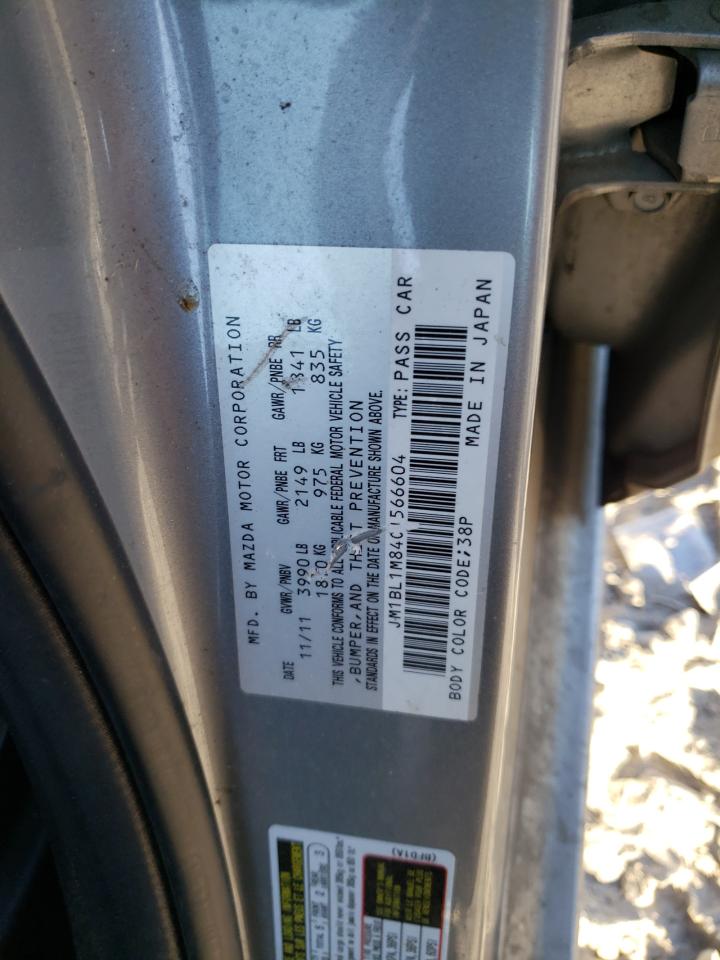 MFD. BY MAZDA MOTOR CORPORATION
DATE GVWR/PNBV GAWR/PNBE FRT GAWR/PNBE RR
11/11 3990 LB 2149 LB 1841 LB
1810 KG 975 KG 835 KG
THIS VEHICLE CONFORMS TO ALL APPLICABLE FEDERAL MOTOR VEHICLE SAFETY
,BUMPER,AND THEFT PREVENTION
STANDARDS IN EFFECT ON THE DATE OF MANUFACTURE SHOWN ABOVE.
JM1BL1M84C1566604 TYPE: PASS CAR
BODY COLOR CODE;38P MADE IN JAPAN
(BFD1A)